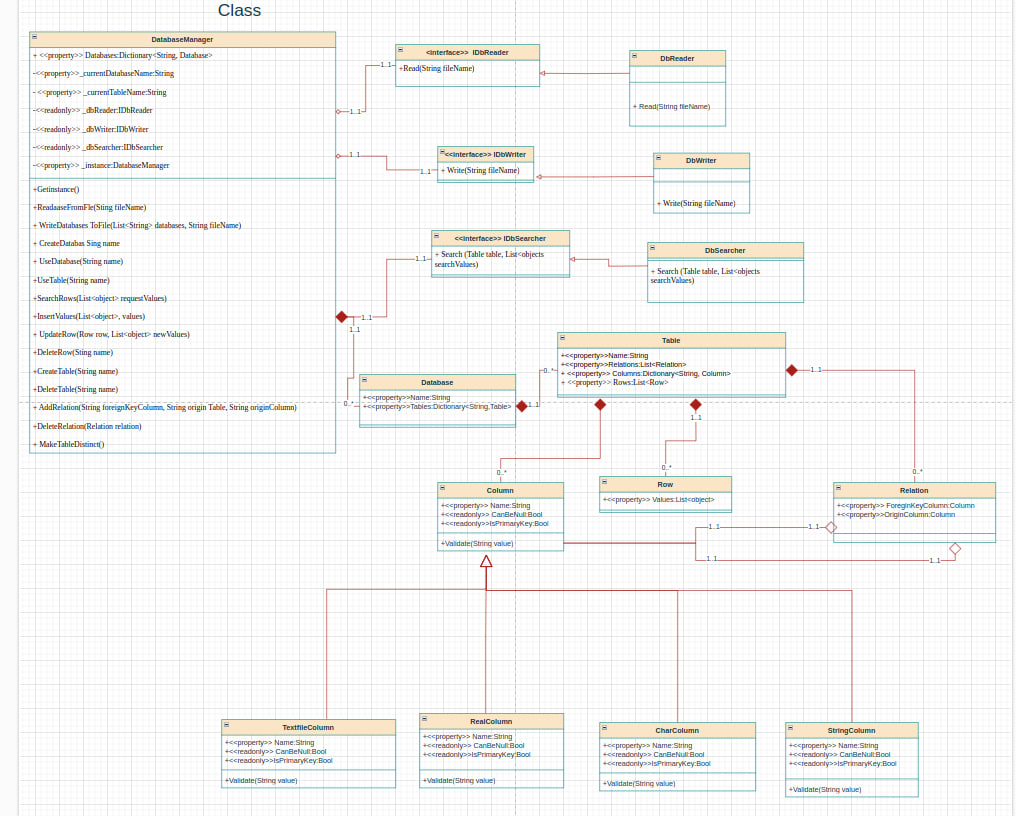 Class
DatabaseManager
+ <<property>> Databases:Dictionary<String, Database>
-<<property>>_currentDatabaseName:String
- <<property>> _currentTableName:String
-<<readonly>> _dbReader:IDbReader
-<<readonly>> _dbWriter:IDbWriter
-<<readonly>> _dbSearcher:IDbSearcher
-<<property>> _instance:DatabaseManager
+Getinstance()
+ReadaaseFromFle(Sting fileName)
+ WriteDatabases ToFile(List<String> databases, String fileName)
+ CreateDatabas Sing name
+ UseDatabase(String name)
+UseTable(String name)
+SearchRows(List<object> requestValues)
+InsertValues(List<object>, values)
+ UpdateRow(Row row, List<object> newValues)
+DeleteRow(Sting name)
+CreateTable(String name)
+DeleteTable(String name)
+ AddRelation(String foreignKeyColumn, String origin Table, String originColumn)
+DeleteRelation(Relation relation)
+ MakeTableDistinct()
1..1
1..1
<interface>> IDbReader
+Read(String fileName)
DbReader
+ Read(String fileName)
1..1
1..1
<<interface>> IDbWriter
+ Write(String fileName)
DbWriter
+ Write(String fileName)
1..1
1..1
<<interface>> IDbSearcher
+ Search (Table table, List<objects
searchValues)
DbSearcher
+ Search (Table table, List<objects
searchValues)
1..1
0..*
Database
+<<property>>Name:String
+<<property>>Tables:Dictionary<String,Table>
1..1
0..*
Table
+<<property>>Name:String
+<<property>>Relations:List<Relation>
+ <<property>> Columns:Dictionary<String, Column>
+ <<property>> Rows:List<Row>
1..1
1..1
0..*
0..*
0..*
Column
+<<property>> Name:String
+<<readonly>> CanBeNull:Bool
+<<readonly>>IsPrimaryKey:Bool
+Validate(String value)
Row
+<<property>> Values:List<object>
Relation
+<<property>> ForeginKeyColumn:Column
+<<property>>OriginColumn:Column
1..1
1..1
1..1
1..1
TextfileColumn
+<<property>> Name:String
+<<readonly>> CanBeNull:Bool
+<<readonly>>IsPrimaryKey:Bool
+Validate(String value)
RealColumn
+<<property>> Name:String
+<<readonly>> CanBeNull:Bool
+<<readonly>>IsPrimaryKey:Bool
+Validate(String value)
CharColumn
+<<property>> Name:String
+<<readonly>> CanBeNull:Bool
+<<readonly>>IsPrimaryKey:Bool
+Validate(String value)
StringColumn
+<<property>> Name:String
+<<readonly>> CanBeNull:Bool
+<<readonly>>IsPrimaryKey:Bool
+Validate(String value)